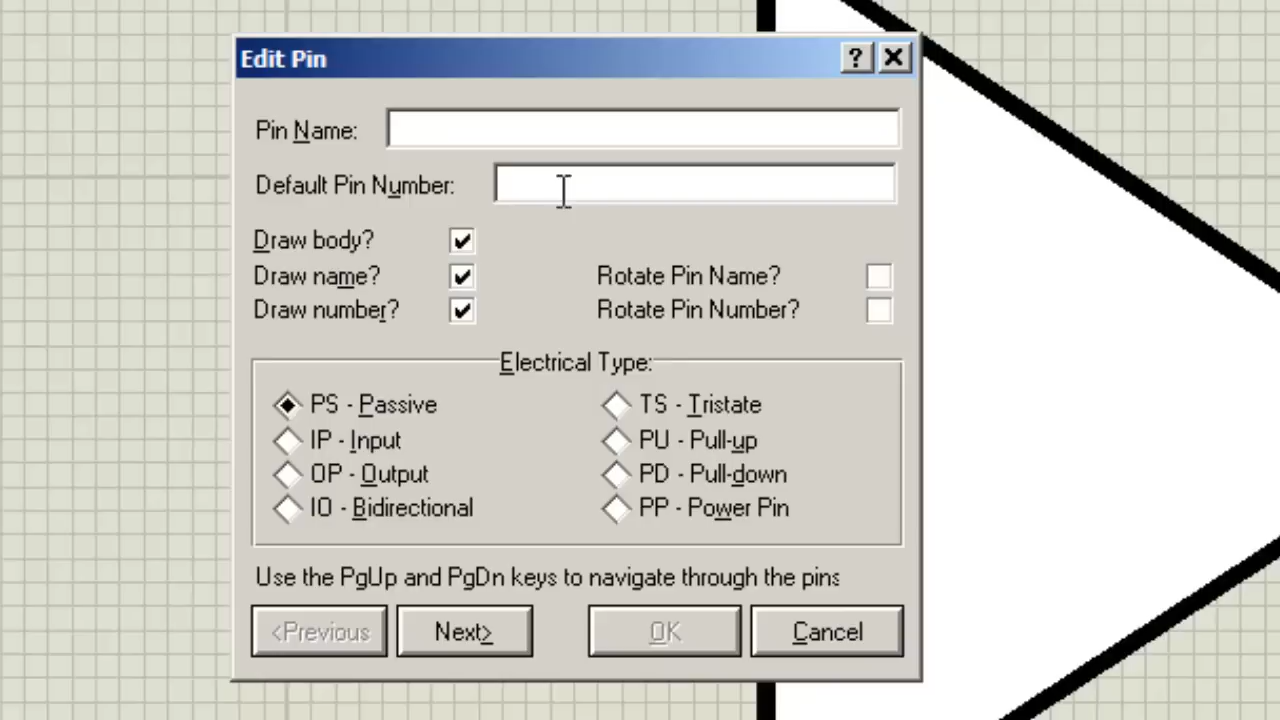 Edit Pin
?
Pin Name:
Default Pin Number:
Draw body?
Draw name?
Rotate Pin Name?
Draw number?
Rotate Pin Number?
Electrical Type:
PS - Passive
TS - Tristate
IP - Input
PU - Pull-up
OP - Output
PD - Pull-down
IO - Bidirectional
PP - Power Pin
Use the PgUp and PgDn keys to navigate through the pins
<Previous
Next>
OK
Cancel